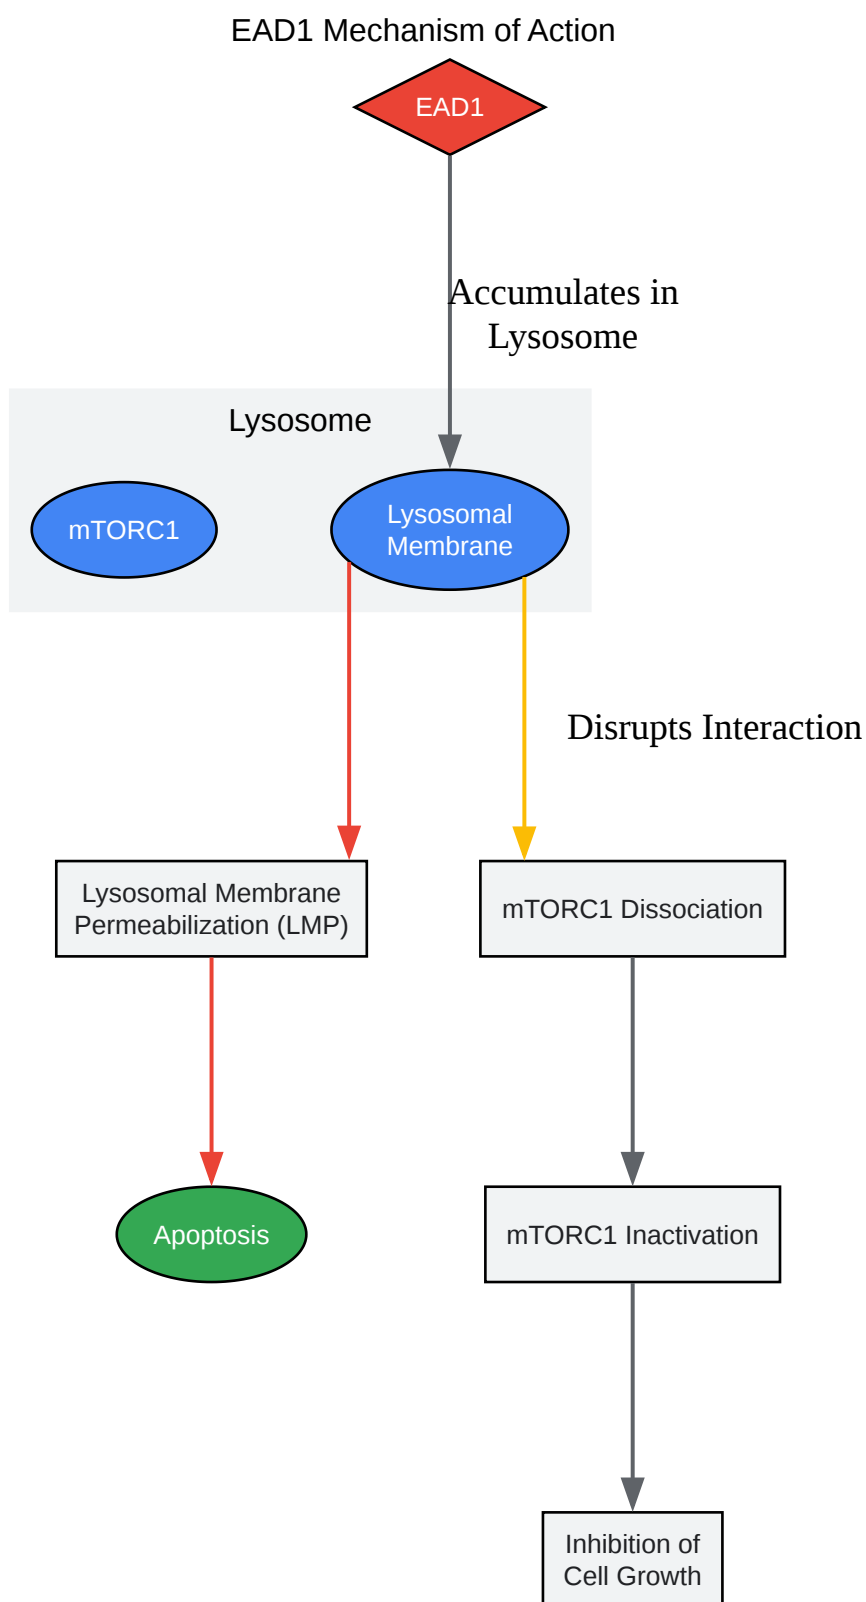 EAD1 Mechanism of Action
EAD1
Accumulates in
Lysosome
Lysosome
mTORC1
Lysosomal
Membrane
Disrupts Interaction
Lysosomal Membrane
Permeabilization (LMP)
mTORC1 Dissociation
Apoptosis
mTORC1 Inactivation
Inhibition of
Cell Growth